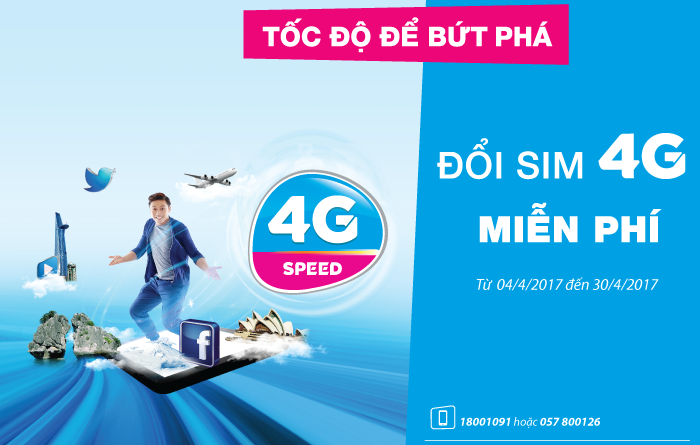 TỐC ĐỘ ĐỂ BỨT PHÁ
4G
SPEED
ĐỔI SIM 4G
MIỄN PHÍ
Từ 04/4/2017 đến 30/4/2017
f
18001091 hoặc 057 800126